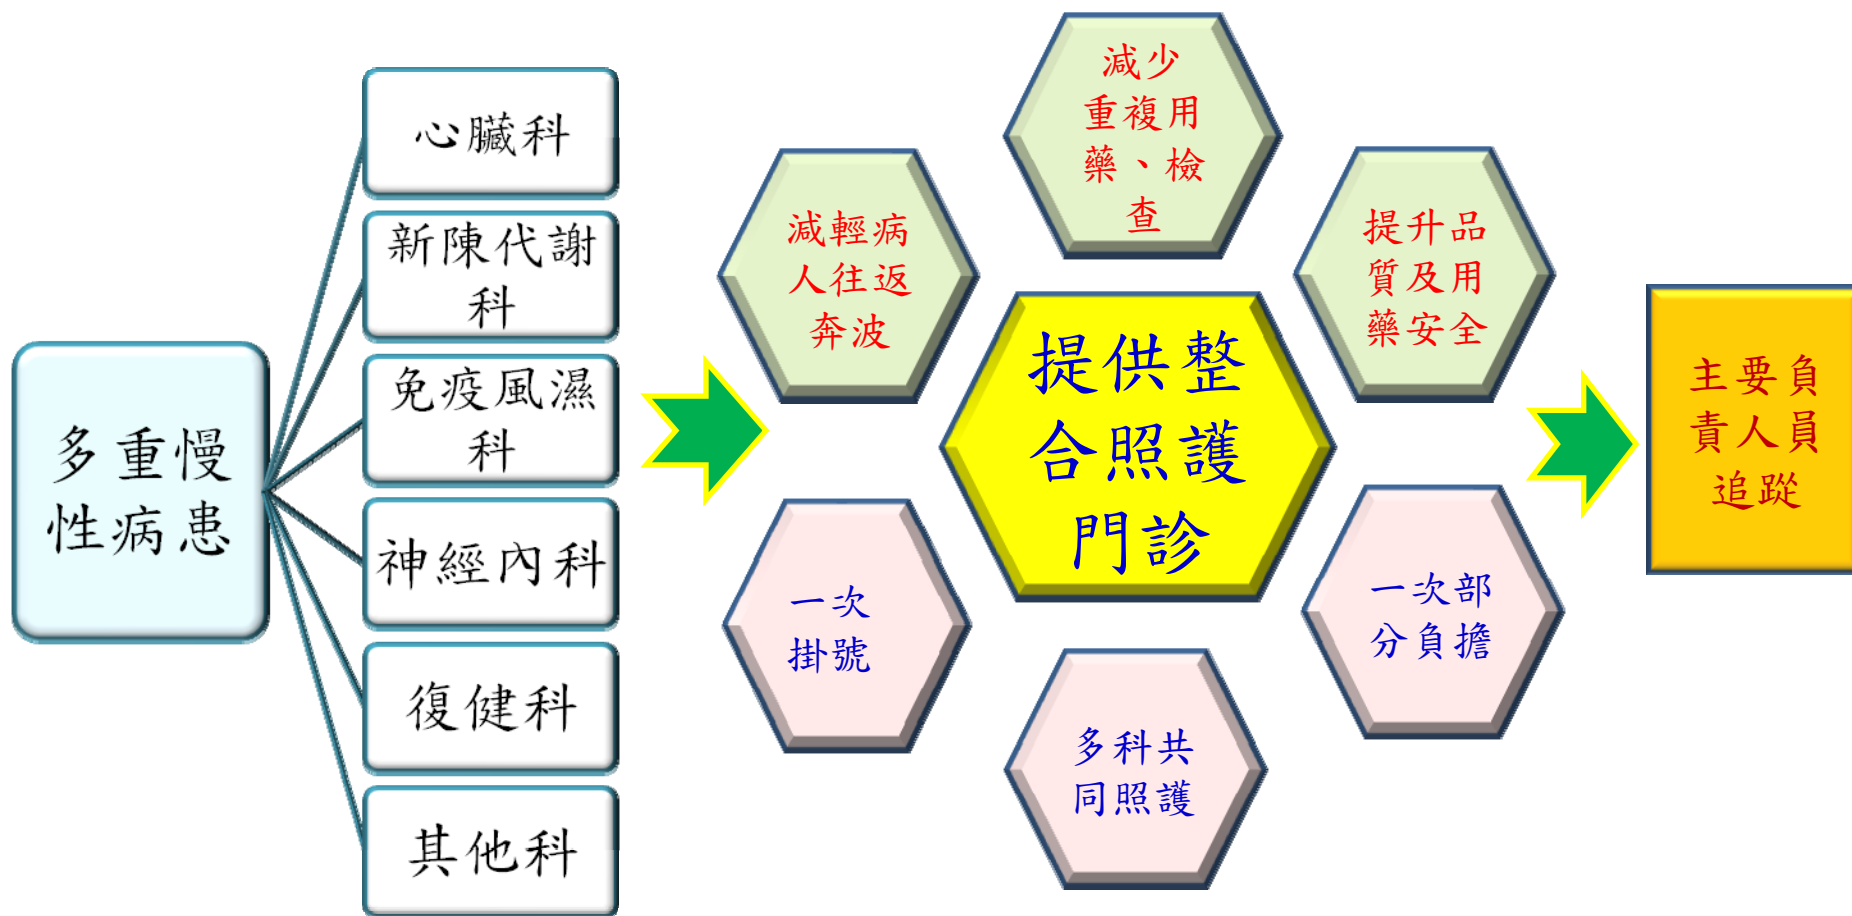 多重慢
性病患
心臟科
新陳代謝
科
免疫風濕
科
神經內科
復健科
其他科
減輕病
人往返
奔波
減少
重複用
藥、檢
查
提升品
質及用
藥安全
提供整
合照護
門診
一次
掛號
多科共
同照護
一次部
分負擔
主要負
責人員
追蹤